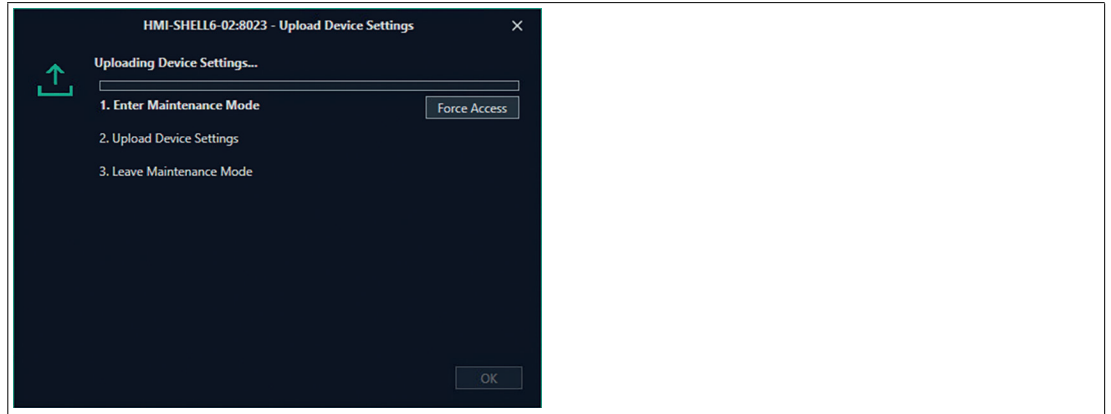 HMI-SHELL6-02:8023 - Upload Device Settings
Uploading Device Settings...
1. Enter Maintenance Mode
Force Access
2. Upload Device Settings
3. Leave Maintenance Mode
OK